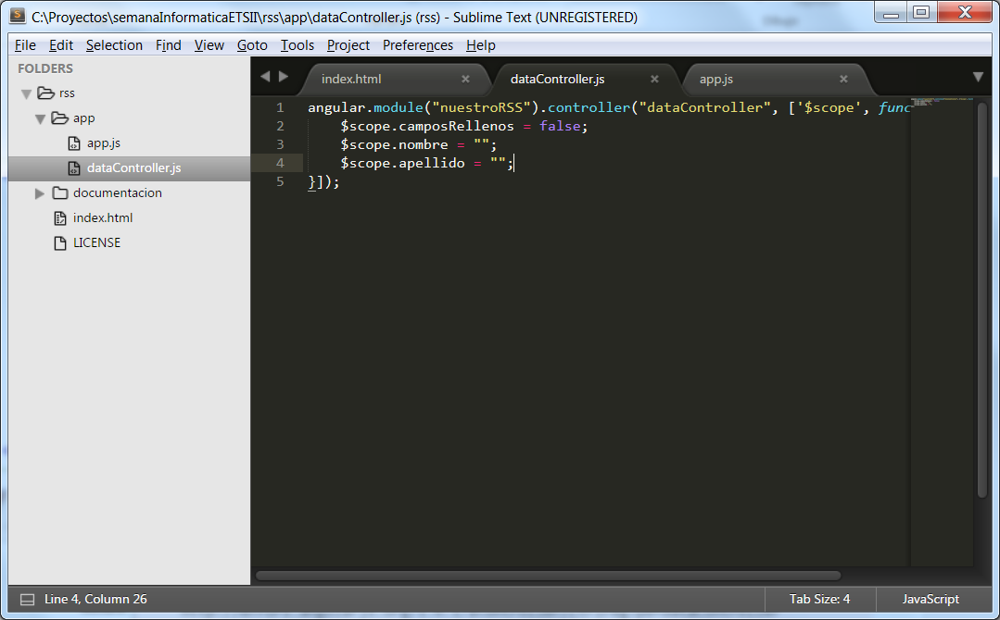 C:\Proyectos\semanaInformaticaETSII\rss\app\dataController.js (rss) - Sublime Text (UNREGISTERED)
File Edit Selection Find View Goto Tools Project Preferences Help
FOLDERS
rss
app
app.js
dataController.js
documentacion
index.html
LICENSE
index.html dataController.js app.js
1 angular.module("nuestroRSS").controller("dataController", ['$scope', func
2 $scope.camposRellenos = false;
3 $scope.nombre = "";
4 $scope.apellido = "";
5 }]);
Line 4, Column 26 Tab Size: 4 JavaScript